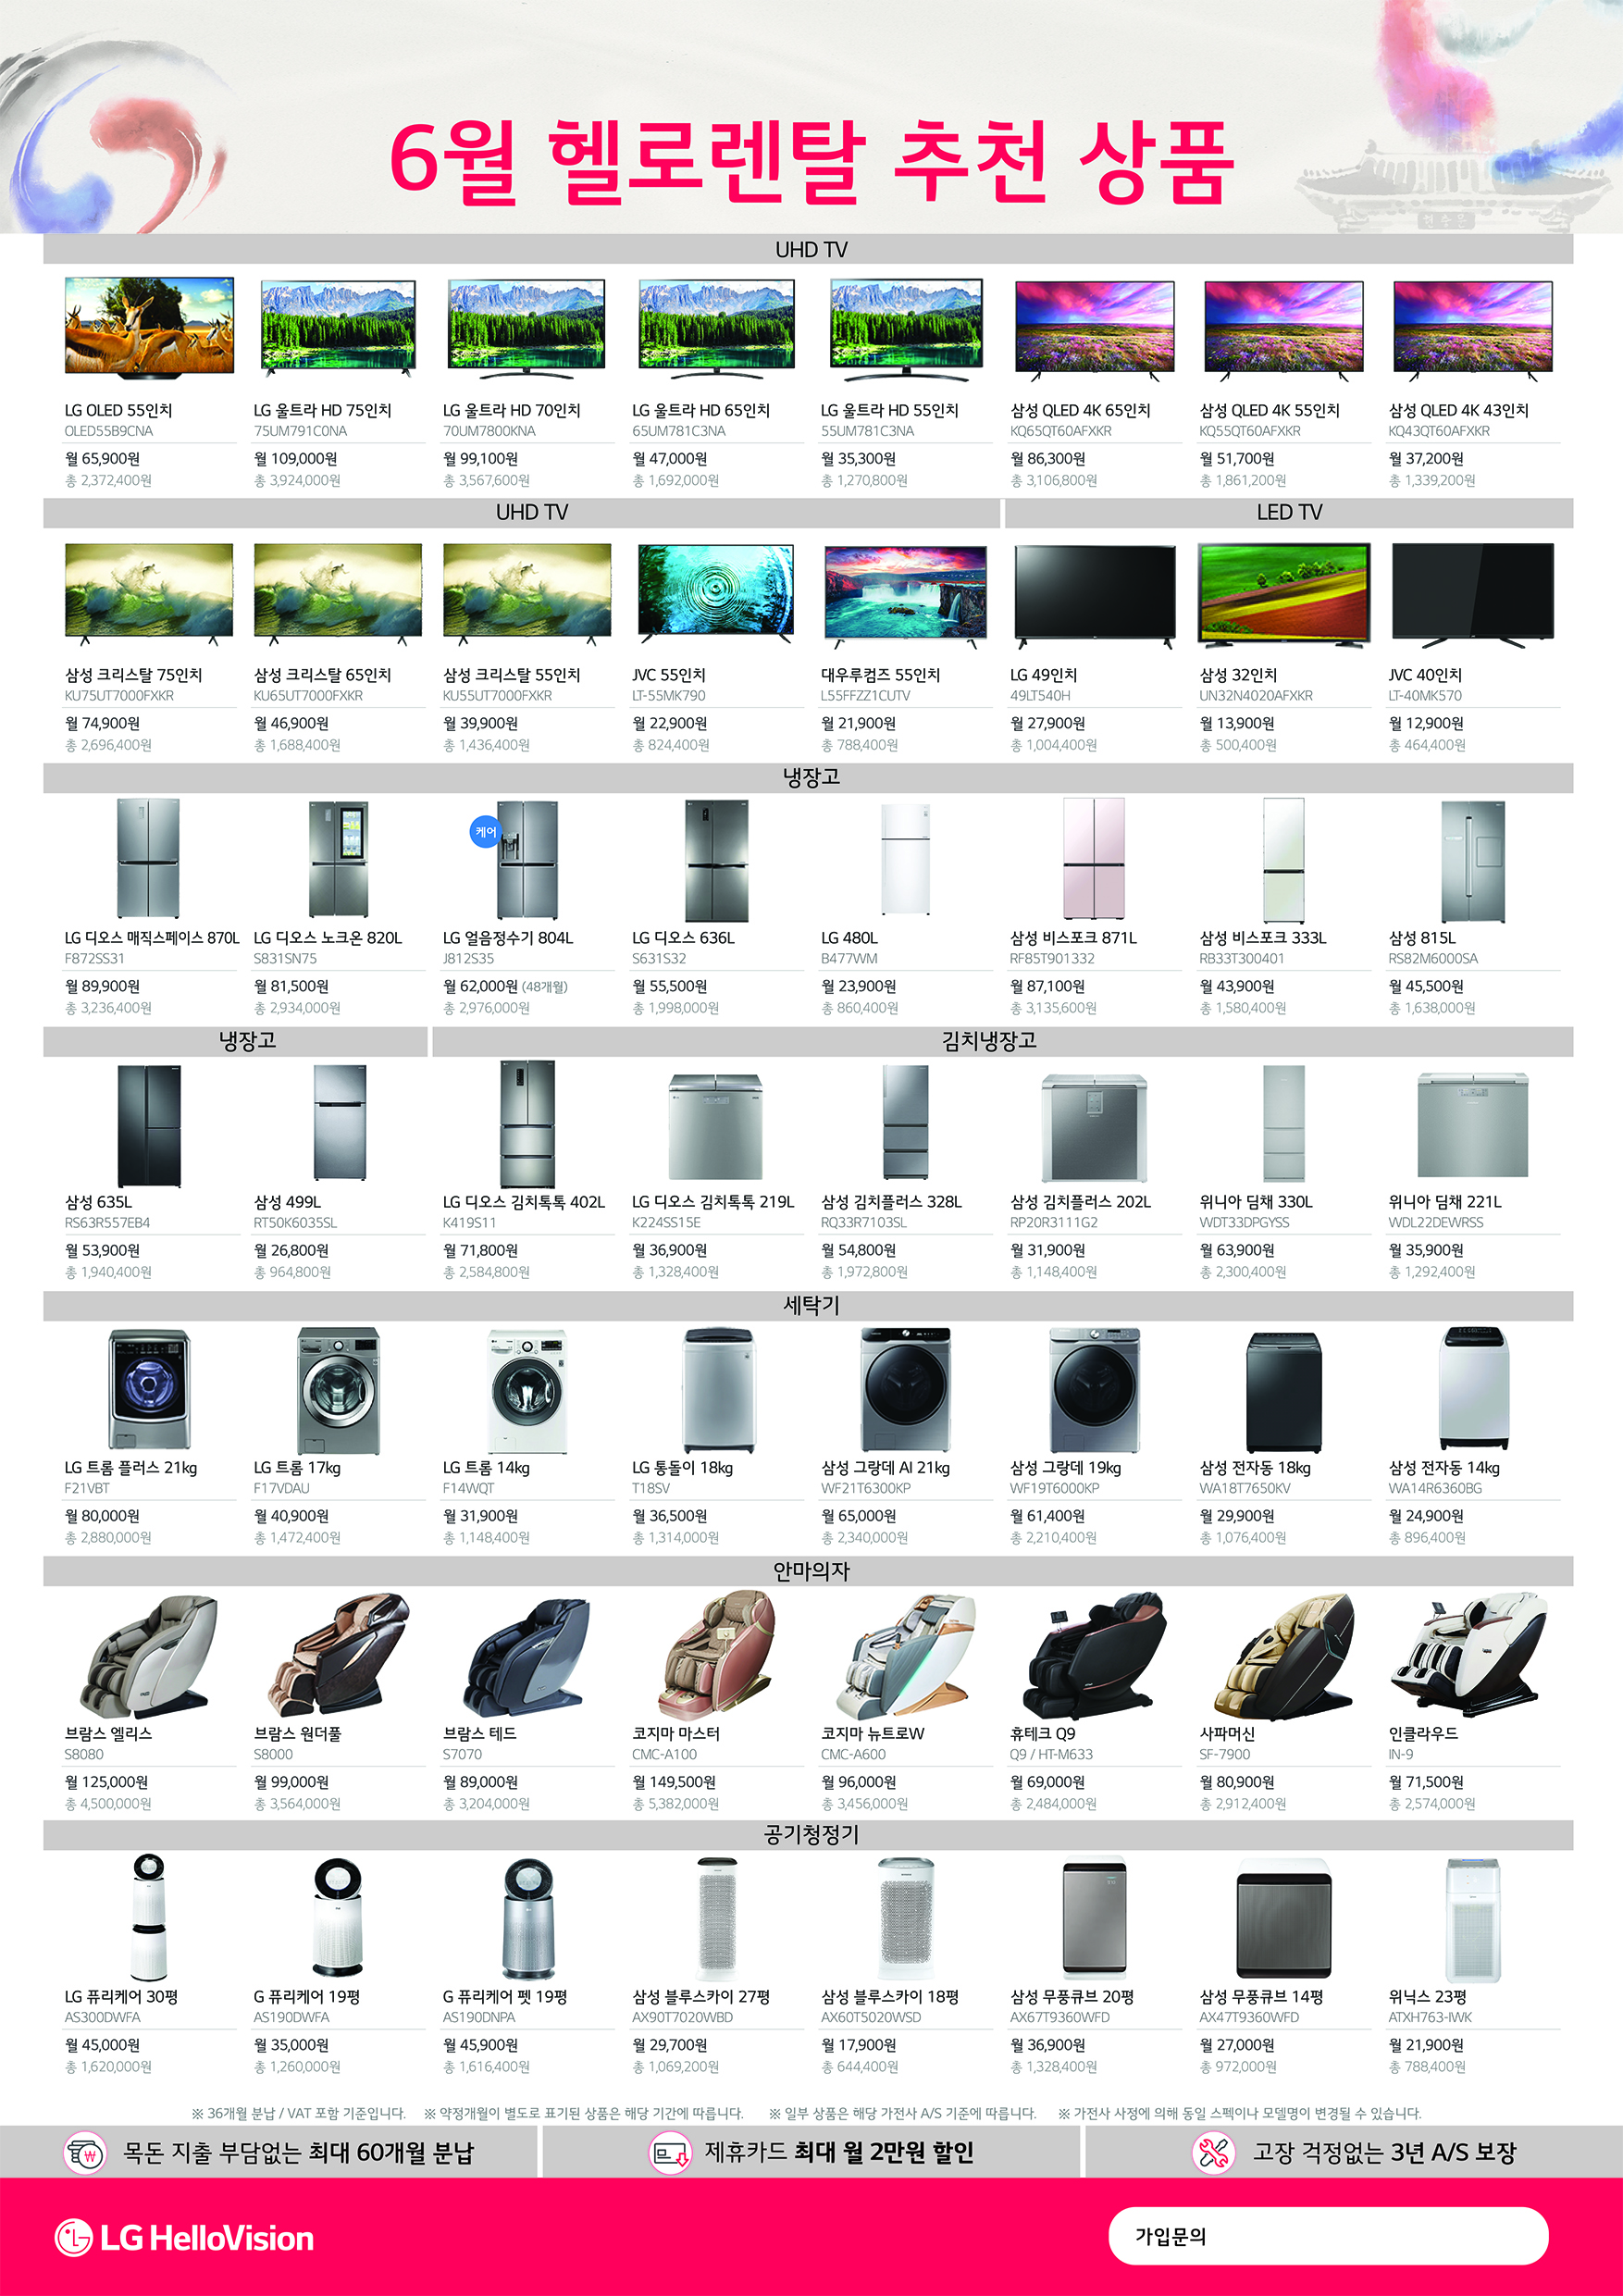 6월 헬로렌탈 추천 상품
UHD TV
LG OLED 55인치
OLED55B9CNA
월 65,900원
총 2,372,400원
LG 울트라 HD 75인치
75UM791C0NA
월 109,000원
총 3,924,000원
LG 울트라 HD 70인치
70UM7800KNA
월 99,100원
총 3,567,600원
LG 울트라 HD 65인치
65UM781C3NA
월 47,000원
총 1,692,000원
LG 울트라 HD 55인치
55UM781C3NA
월 35,300원
총 1,270,800원
삼성 QLED 4K 65인치
KQ65QT60AFXKR
월 86,300원
총 3,106,800원
삼성 QLED 4K 55인치
KQ55QT60AFXKR
월 51,700원
총 1,861,200원
삼성 QLED 4K 43인치
KQ43QT60AFXKR
월 37,200원
총 1,339,200원
UHD TV
삼성 크리스탈 75인치
KU75UT7000FXKR
월 74,900원
총 2,696,400원
삼성 크리스탈 65인치
KU65UT7000FXKR
월 46,900원
총 1,688,400원
삼성 크리스탈 55인치
KU55UT7000FXKR
월 39,900원
총 1,436,400원
JVC 55인치
LT-55MK790
월 22,900원
총 824,400원
대우루컴즈 55인치
L55FFZZ1CUTV
월 21,900원
총 788,400원
LED TV
LG 49인치
49LT540H
월 27,900원
총 1,004,400원
삼성 32인치
UN32N4020AFXKR
월 13,900원
총 500,400원
JVC 40인치
LT-40MK570
월 12,900원
총 464,400원
냉장고
LG 디오스 매직스페이스 870L
F872SS31
월 89,900원
총 3,236,400원
LG 디오스 노크온 820L
S831SN75
월 81,500원
총 2,934,000원
케어
LG 얼음정수기 804L
J812S35
월 62,000원 (48개월)
총 2,976,000원
LG 디오스 636L
S631S32
월 55,500원
총 1,998,000원
LG 480L
B477WM
월 23,900원
총 860,400원
삼성 비스포크 871L
RF85T901332
월 87,100원
총 3,135,600원
삼성 비스포크 333L
RB33T300401
월 43,900원
총 1,580,400원
삼성 815L
RS82M6000SA
월 45,500원
총 1,638,000원
냉장고
삼성 635L
RS63R557EB4
월 53,900원
총 1,940,400원
삼성 499L
RT50K6035SL
월 26,800원
총 964,800원
김치냉장고
LG 디오스 김치톡톡 402L
K419S11
월 71,800원
총 2,584,800원
LG 디오스 김치톡톡 219L
K224SS15E
월 36,900원
총 1,328,400원
삼성 김치플러스 328L
RQ33R7103SL
월 54,800원
총 1,972,800원
삼성 김치플러스 202L
RP20R3111G2
월 31,900원
총 1,148,400원
위니아 딤채 330L
WDT33DPGYSS
월 63,900원
총 2,300,400원
위니아 딤채 221L
WDL22DEWRSS
월 35,900원
총 1,292,400원
세탁기
LG 트롬 플러스 21kg
F21VBT
월 80,000원
총 2,880,000원
LG 트롬 17kg
F17VDAU
월 40,900원
총 1,472,400원
LG 트롬 14kg
F14WQT
월 31,900원
총 1,148,400원
LG 통돌이 18kg
T18SV
월 36,500원
총 1,314,000원
삼성 그랑데 AI 21kg
WF21T6300KP
월 65,000원
총 2,340,000원
삼성 그랑데 19kg
WF19T6000KP
월 61,400원
총 2,210,400원
삼성 전자동 18kg
WA18T7650KV
월 29,900원
총 1,076,400원
삼성 전자동 14kg
WA14R6360BG
월 24,900원
총 896,400원
안마의자
브람스 엘리스
S8080
월 125,000원
총 4,500,000원
브람스 원더풀
S8000
월 99,000원
총 3,564,000원
브람스 테드
S7070
월 89,000원
총 3,204,000원
코지마 마스터
CMC-A100
월 149,500원
총 5,382,000원
코지마 뉴트로W
CMC-A600
월 96,000원
총 3,456,000원
휴테크 Q9
Q9 / HT-M633
월 69,000원
총 2,484,000원
사파머신
SF-7900
월 80,900원
총 2,912,400원
인클라우드
IN-9
월 71,500원
총 2,574,000원
공기청정기
LG 퓨리케어 30평
AS300DWFA
월 45,000원
총 1,620,000원
G 퓨리케어 19평
AS190DWFA
월 35,000원
총 1,260,000원
G 퓨리케어 펫 19평
AS190DNPA
월 45,900원
총 1,616,400원
삼성 블루스카이 27평
AX90T7020WBD
월 29,700원
총 1,069,200원
삼성 블루스카이 18평
AX60T5020WSD
월 17,900원
총 644,400원
삼성 무풍큐브 20평
AX67T9360WFD
월 36,900원
총 1,328,400원
삼성 무풍큐브 14평
AX47T9360WFD
월 27,000원
총 972,000원
위닉스 23평
ATXH763-IWK
월 21,900원
총 788,400원
※ 36개월 분납 / VAT 포함 기준입니다. ※ 약정개월이 별도로 표기된 상품은 해당 기간에 따릅니다. ※ 일부 상품은 해당 가전사 A/S 기준에 따릅니다. ※ 가전사 사정에 의해 동일 스펙이나 모델명이 변경될 수 있습니다.
목돈 지출 부담없는 최대 60개월 분납
제휴카드 최대 월 2만원 할인
고장 걱정없는 3년 A/S 보장
LG HelloVision
가입문의